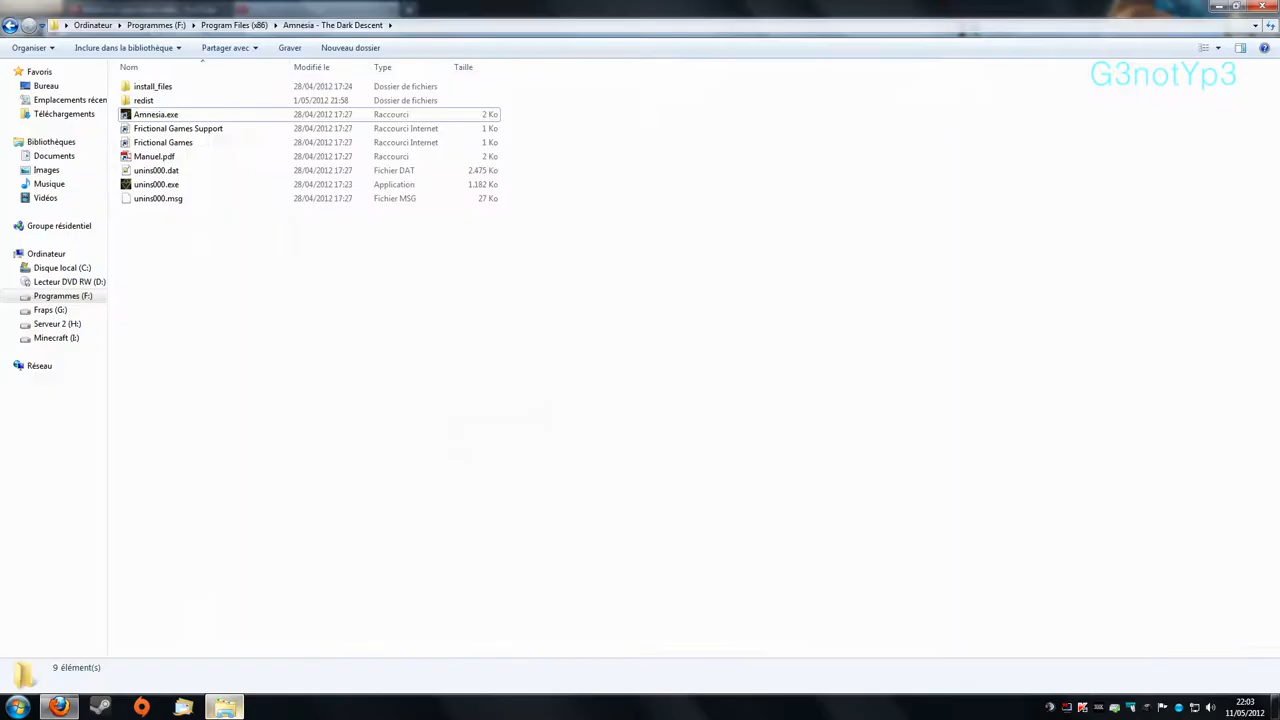 Ordinateur Programmes (F:) Program Files (x86) Amnesia - The Dark Descent
Organiser Inclure dans la bibliothèque Partager avec Graver Nouveau dossier
G3notYp3
Nom Modifié le Type Taille
install_files 28/04/2012 17:24 Dossier de fichiers
redist 1/05/2012 21:58 Dossier de fichiers
Amnesia.exe 28/04/2012 17:27 Raccourci 2 Ko
Frictional Games Support 28/04/2012 17:27 Raccourci Internet 1 Ko
Frictional Games 28/04/2012 17:27 Raccourci Internet 1 Ko
Manuel.pdf 28/04/2012 17:27 Raccourci 2 Ko
unins000.dat 28/04/2012 17:27 Fichier DAT 2.475 Ko
unins000.exe 28/04/2012 17:23 Application 1.182 Ko
unins000.msg 28/04/2012 17:27 Fichier MSG 27 Ko
Favoris
Bureau
Emplacements récen
Téléchargements
Bibliothèques
Documents
Images
Musique
Vidéos
Groupe résidentiel
Ordinateur
Disque local (C:)
Lecteur DVD RW (D:)
Programmes (F:)
Fraps (G:)
Serveur 2 (H:)
Minecraft (I:)
Réseau
9 élément(s)
22:03
11/05/2012